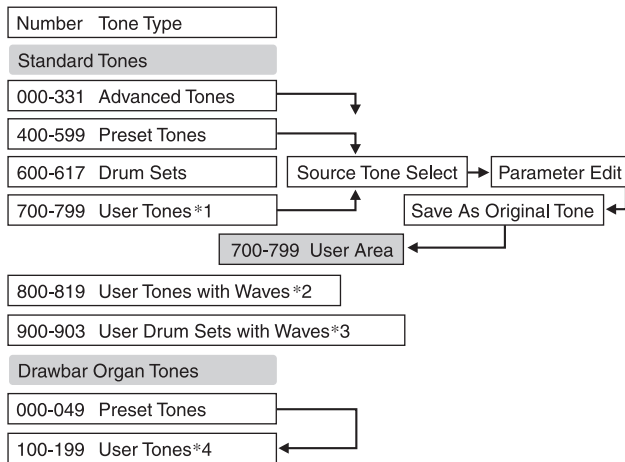 Number Tone Type
Standard Tones
000-331 Advanced Tones
400-599 Preset Tones
600-617 Drum Sets
Source Tone Select
Parameter Edit
700-799 User Tones*1
Save As Original Tone
700-799 User Area
800-819 User Tones with Waves*2
900-903 User Drum Sets with Waves*3
Drawbar Organ Tones
000-049 Preset Tones
100-199 User Tones*4